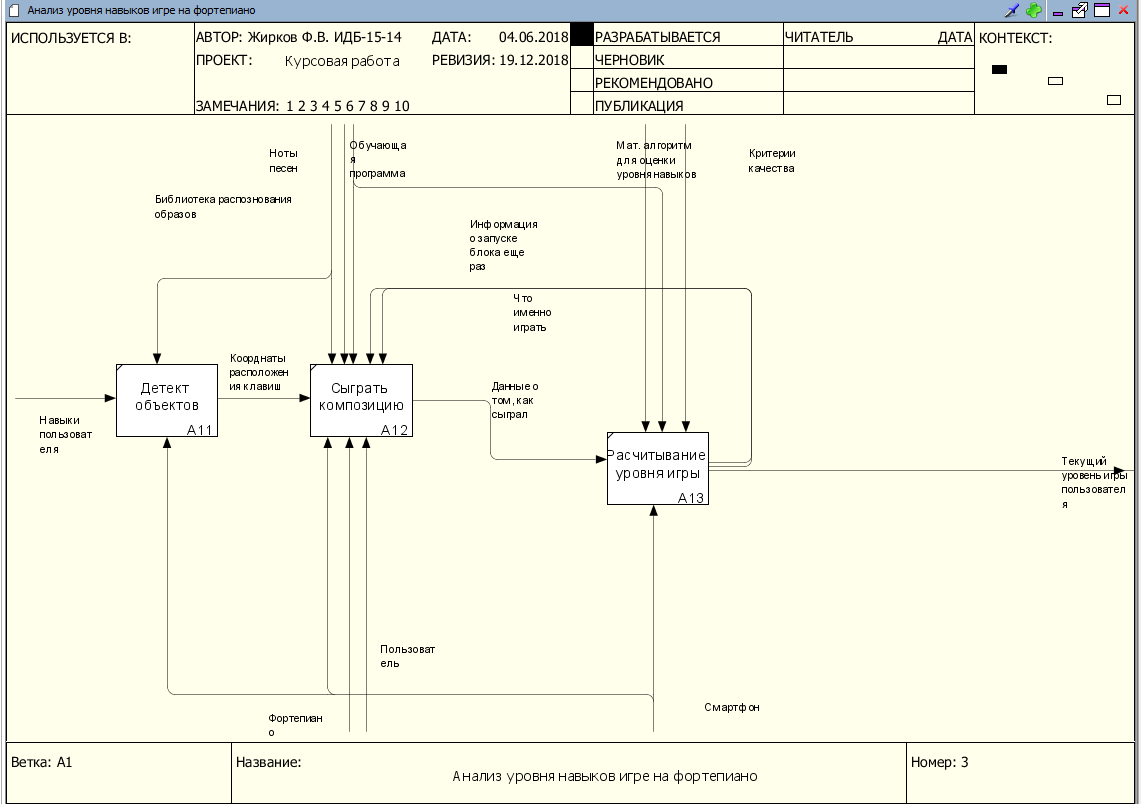 Анализ уровня навыков игре на фортепиано
ИСПОЛЬЗУЕТСЯ В:
АВТОР: Жирков Ф.В. ИДБ-15-14
ДАТА: 04.06.2018
ПРОЕКТ: Курсовая работа
РЕВИЗИЯ: 19.12.2018
ЗАМЕЧАНИЯ: 1 2 3 4 5 6 7 8 9 10
РАЗРАБАТЫВАЕТСЯ
ЧЕРНОВИК
РЕКОМЕНДОВАНО
ПУБЛИКАЦИЯ
ЧИТАТЕЛЬ
ДАТА
КОНТЕКСТ:
Ноты
песен
Обучающа
я
программа
Мат. алгоритм
для оценки
уровня навыков
Критерии
качества
Библиотека распознования
образов
Информация
о запуске
блока еще
раз
Что
именно
играть
Коорднаты
расположен
ия клавиш
Детект
объектов
A11
Сыграть
композицию
A12
Данные о
том, как
сыграл
Навыки
пользоват
еля
Расчитывание
уровня игры
A13
Текущий
уровень игры
пользовател
я
Пользоват
ель
Смартфон
Фортепиан
о
Ветка: A1
Название:
Анализ уровня навыков игре на фортепиано
Номер: 3